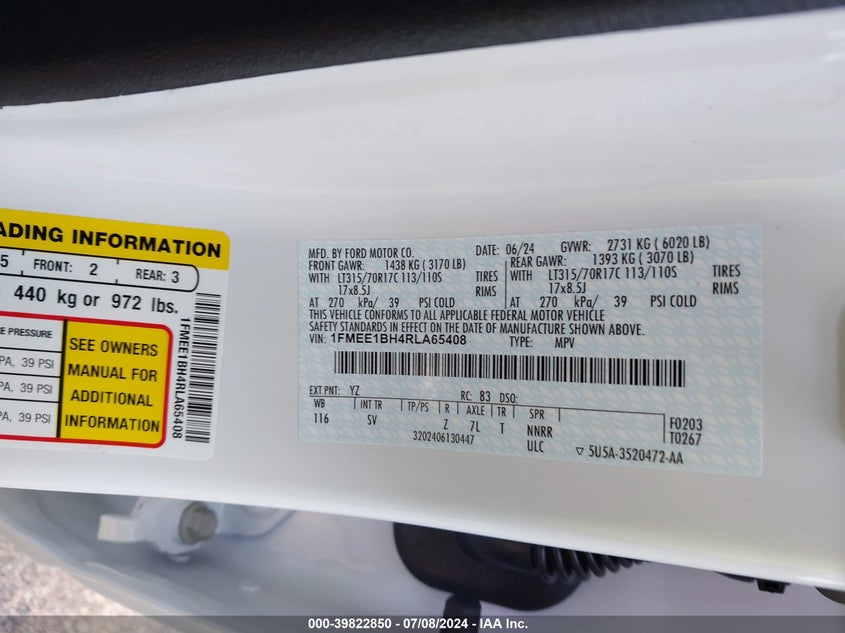 ADING INFORMATION
5 FRONT: 2 REAR: 3
440 kg or 972 lbs.
E PRESSURE
PA, 39 PSI
PA, 39 PSI
PA, 39 PSI
SEE OWNERS
MANUAL FOR
ADDITIONAL
INFORMATION
1FMEE1BH4RLA65408
MFD. BY FORD MOTOR CO. DATE: 06/24 GVWR: 2731 KG ( 6020 LB)
FRONT GAWR: 1438 KG ( 3170 LB) REAR GAWR: 1393 KG ( 3070 LB)
WITH LT315/70R17C 113/110S TIRES WITH LT315/70R17C 113/110S TIRES
17x8.5J RIMS 17x8.5J RIMS
AT 270 kPa/ 39 PSI COLD AT 270 kPa/ 39 PSI COLD
THIS VEHICLE CONFORMS TO ALL APPLICABLE FEDERAL MOTOR VEHICLE
SAFETY STANDARDS IN EFFECT ON THE DATE OF MANUFACTURE SHOWN ABOVE.
VIN: 1FMEE1BH4RLA65408 TYPE: MPV
EXT PNT: YZ RC: 83 DSO:
WB INT TR TP/PS R AXLE TR SPR
116 SV Z 7L T NNRR
ULC
3202406130447
F0203
T0267
▽ 5U5A-3520472-AA
000-39822850 - 07/08/2024 - IAA Inc.